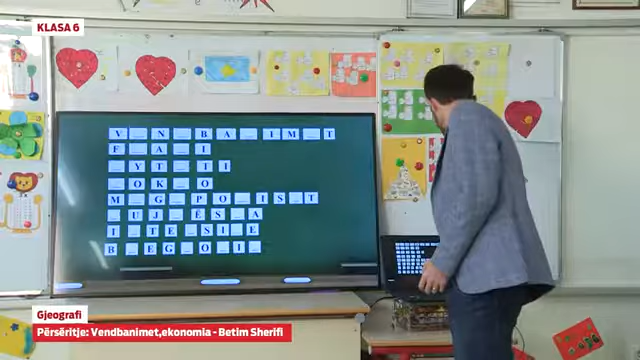 KLASA 6
V _ N _ B A _ I M _ T
F _ A _ I
_ Y T _ T I
_ O K _ O
M _ G _ P O _ I S T
_ U J _ Ë S _ A
I _ T E _ S I _ E
B _ E G _ O _ I _
Gjeografi
Përsëritje: Vendbanimet,ekonomia - Betim Sherifi